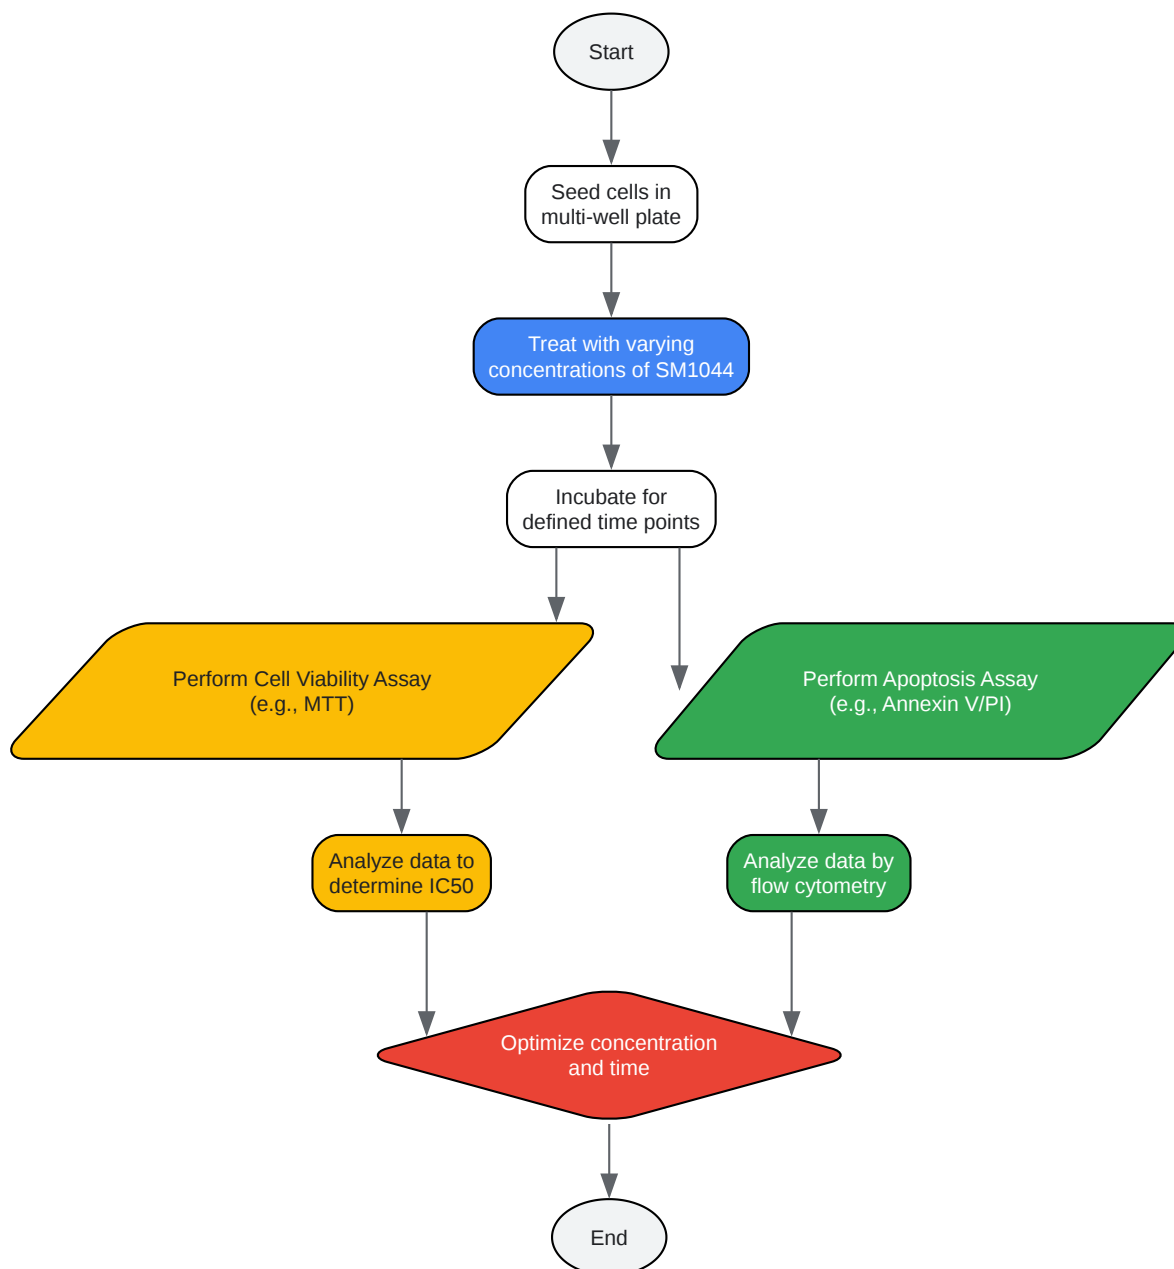 Start
Seed cells in
multi-well plate
Treat with varying
concentrations of SM1044
Incubate for
defined time points
Perform Cell Viability Assay
(e.g., MTT)
Perform Apoptosis Assay
(e.g., Annexin V/PI)
Analyze data to
determine IC50
Analyze data by
flow cytometry
Optimize concentration
and time
End